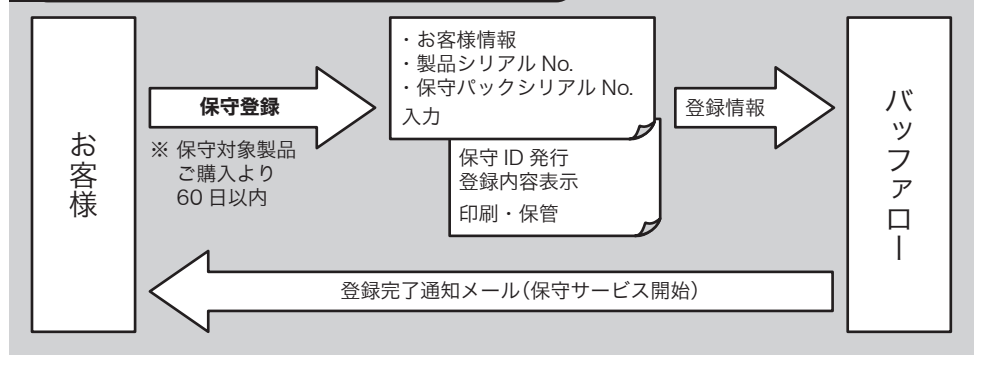 お客様
保守登録
※ 保守対象製品
ご購入より
60 日以内
・お客様情報
・製品シリアル No.
・保守パックシリアル No.
入力
保守 ID 発行
登録内容表示
印刷・保管
登録情報
バッファロー
登録完了通知メール（保守サービス開始）